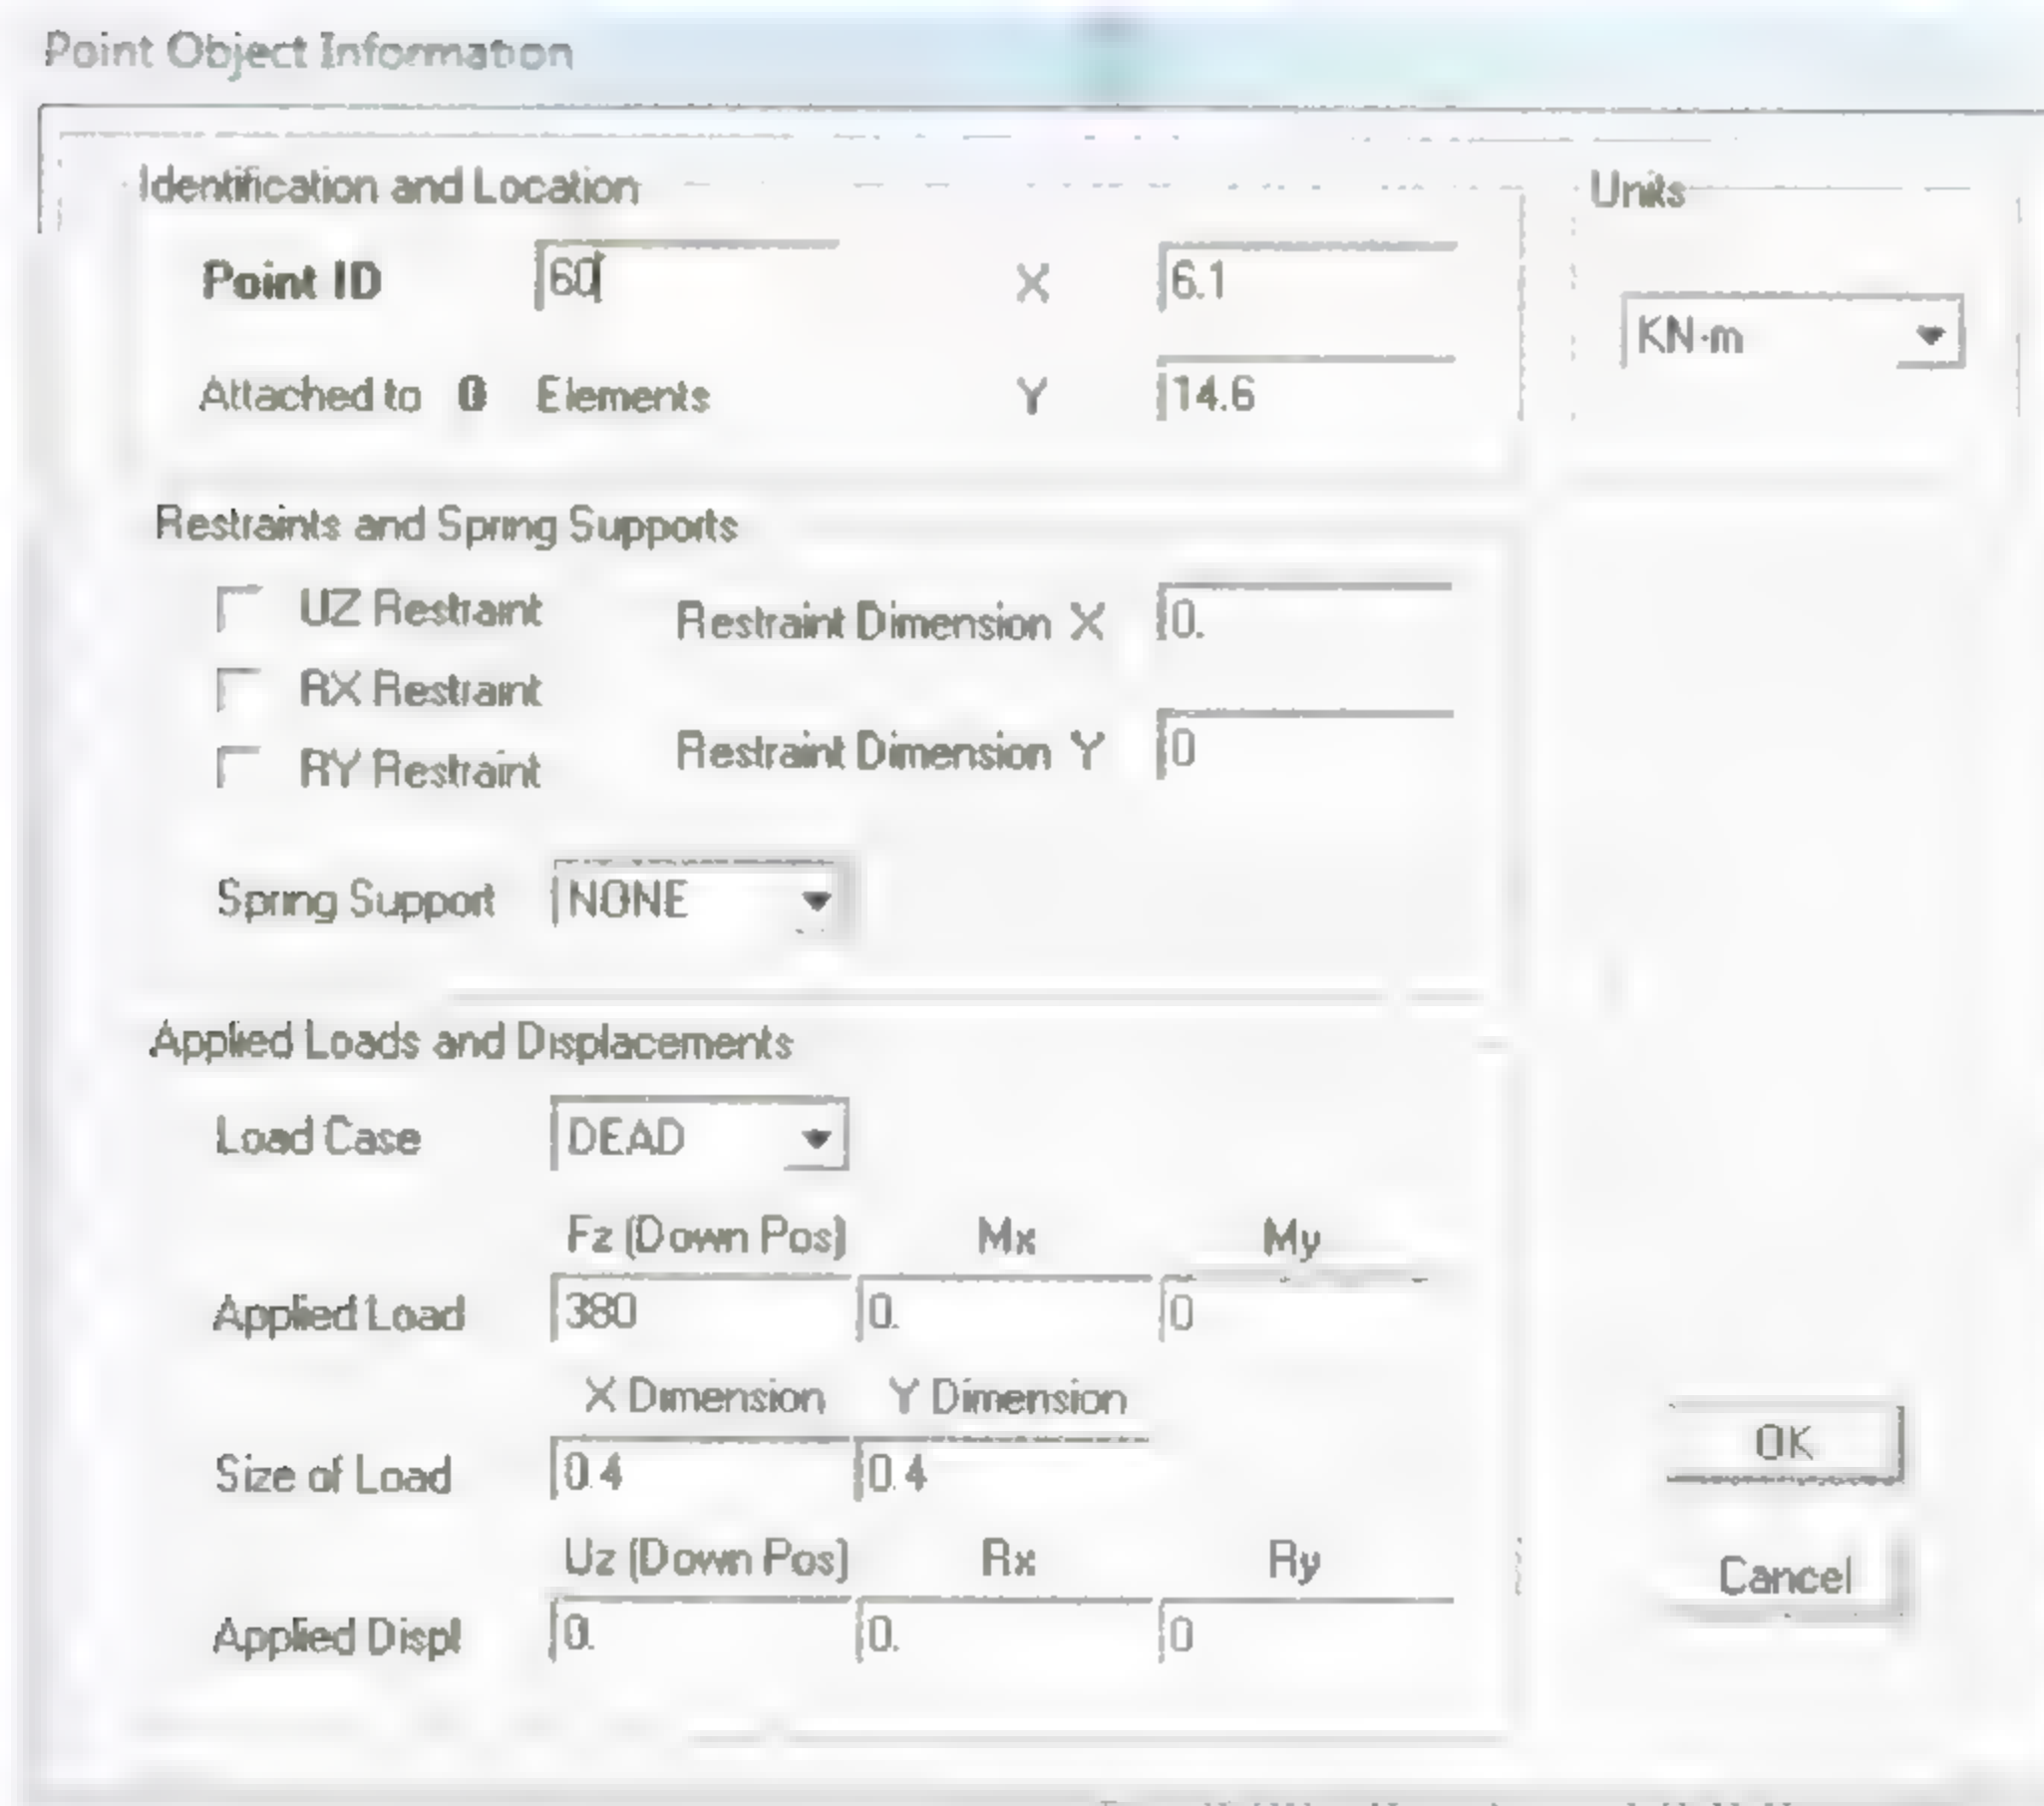 Point Object Information
Identification and Location
Units
Point ID 60 X 6.1
KN-m
Attached to 0 Elements Y 14.6
Restraints and Spring Supports
UZ Restraint Restraint Dimension X 0.
RX Restraint
Restraint Dimension Y 0
RY Restraint
Spring Support NONE
Applied Loads and Displacements
Load Case DEAD
Fz (Down Pos) Mx My
Applied Load 380 0. 0
X Dimension Y Dimension
Size of Load 0.4 0.4
OK
Uz (Down Pos) Rx Ry
Cancel
Applied Displ 0. 0. 0